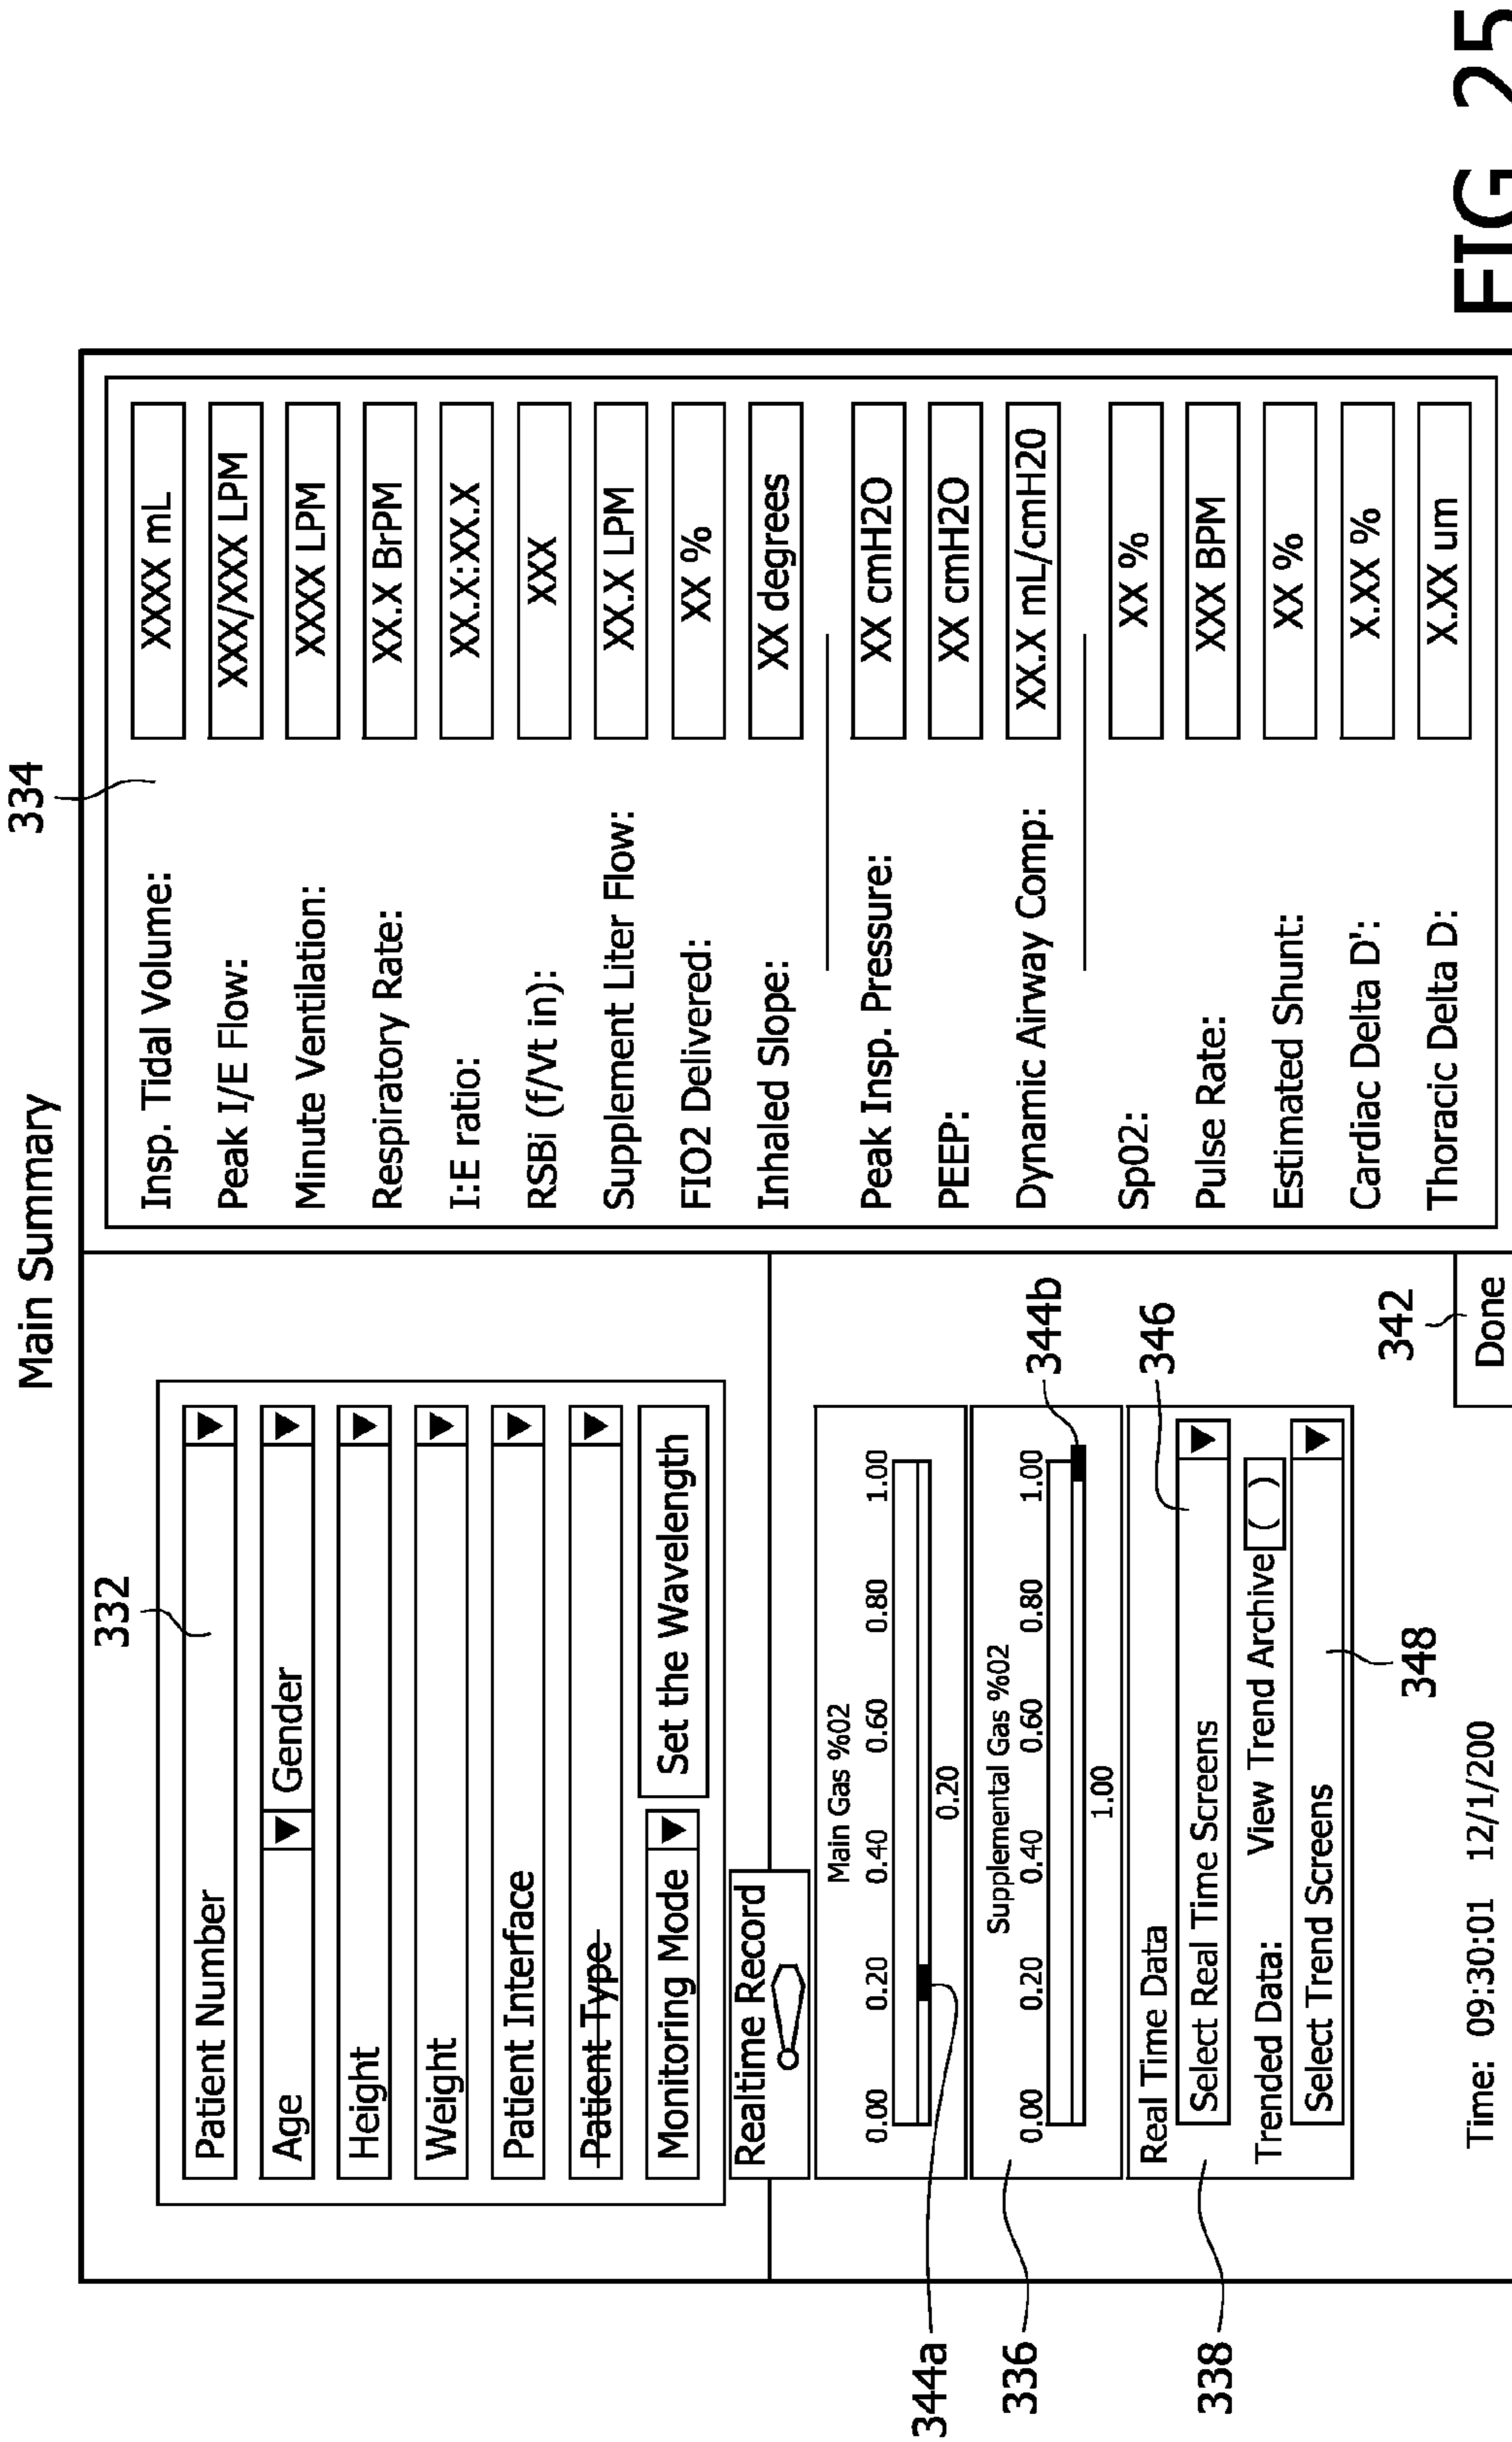 Main Summary
332
Patient Number
Age
Gender
Height
Weight
Patient Interface
Patient Type
Monitoring Mode
Set the Wavelength
Realtime Record
344a
Main Gas %02
0.00 0.20 0.40 0.60 0.80 1.00
0.20
336
Supplemental Gas %02
0.00 0.20 0.40 0.60 0.80 1.00
1.00
344b
338
Real Time Data
346
Select Real Time Screens
Trended Data: View Trend Archive ( )
Select Trend Screens
348
Time: 09:30:01 12/1/200
342
Done
334
Insp. Tidal Volume: XXXX mL
Peak I/E Flow: XXX/XXX LPM
Minute Ventilation: XXXX LPM
Respiratory Rate: XX.X BrPM
I:E ratio: XX.X:XX.X
RSBi (f/Vt in): XXX
Supplement Liter Flow: XX.X LPM
FIO2 Delivered: XX %
Inhaled Slope: XX degrees
Peak Insp. Pressure: XX cmH2O
PEEP: XX cmH2O
Dynamic Airway Comp: XX.X mL/cmH20
Sp02: XX %
Pulse Rate: XXX BPM
Estimated Shunt: XX %
Cardiac Delta D': X.XX %
Thoracic Delta D: X.XX um
FIG 25